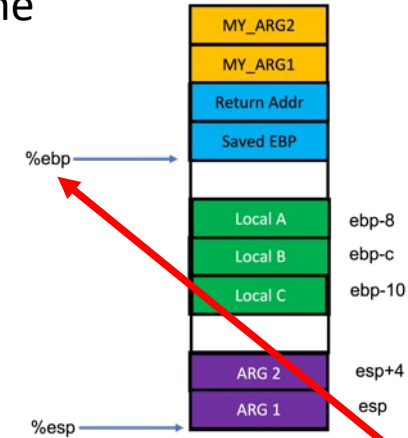 ne
MY_ARG2
MY_ARG1
Return Addr
Saved EBP
%ebp
Local A ebp-8
Local B ebp-c
Local C ebp-10
ARG 2 esp+4
ARG 1 esp
%esp